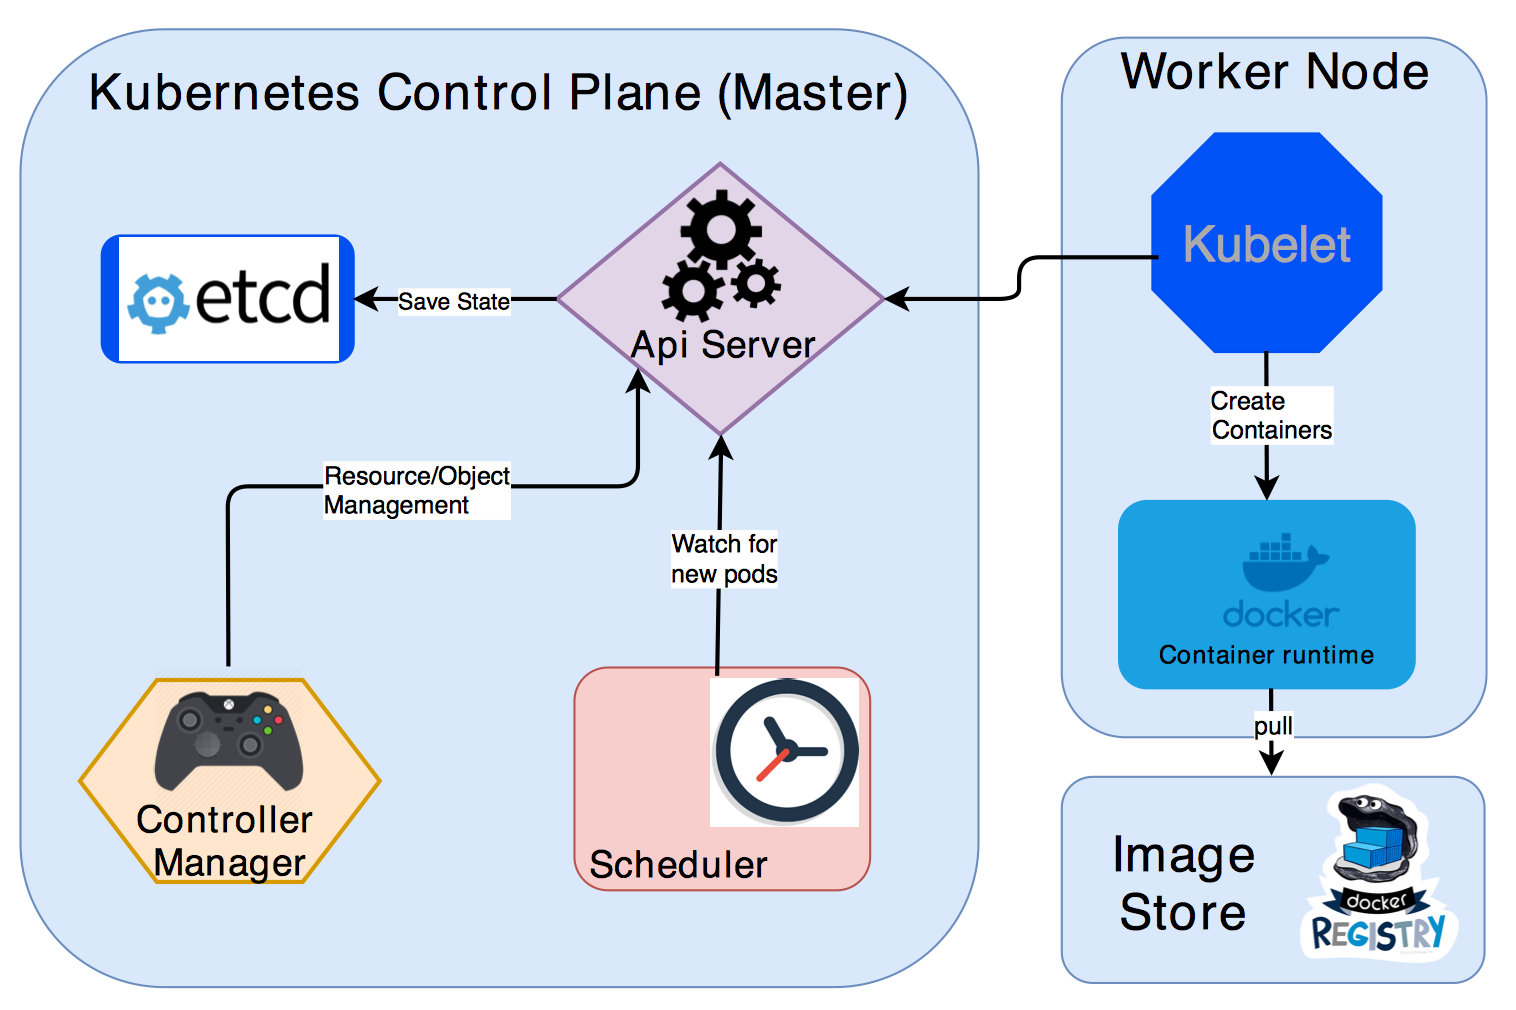 Kubernetes Control Plane (Master)
Worker Node
Kubelet
etcd
Save State
Api Server
Create
Containers
Resource/Object
Management
Watch for
new pods
docker
Container runtime
pull
Controller
Manager
Scheduler
Image
Store
docker
REGISTRY